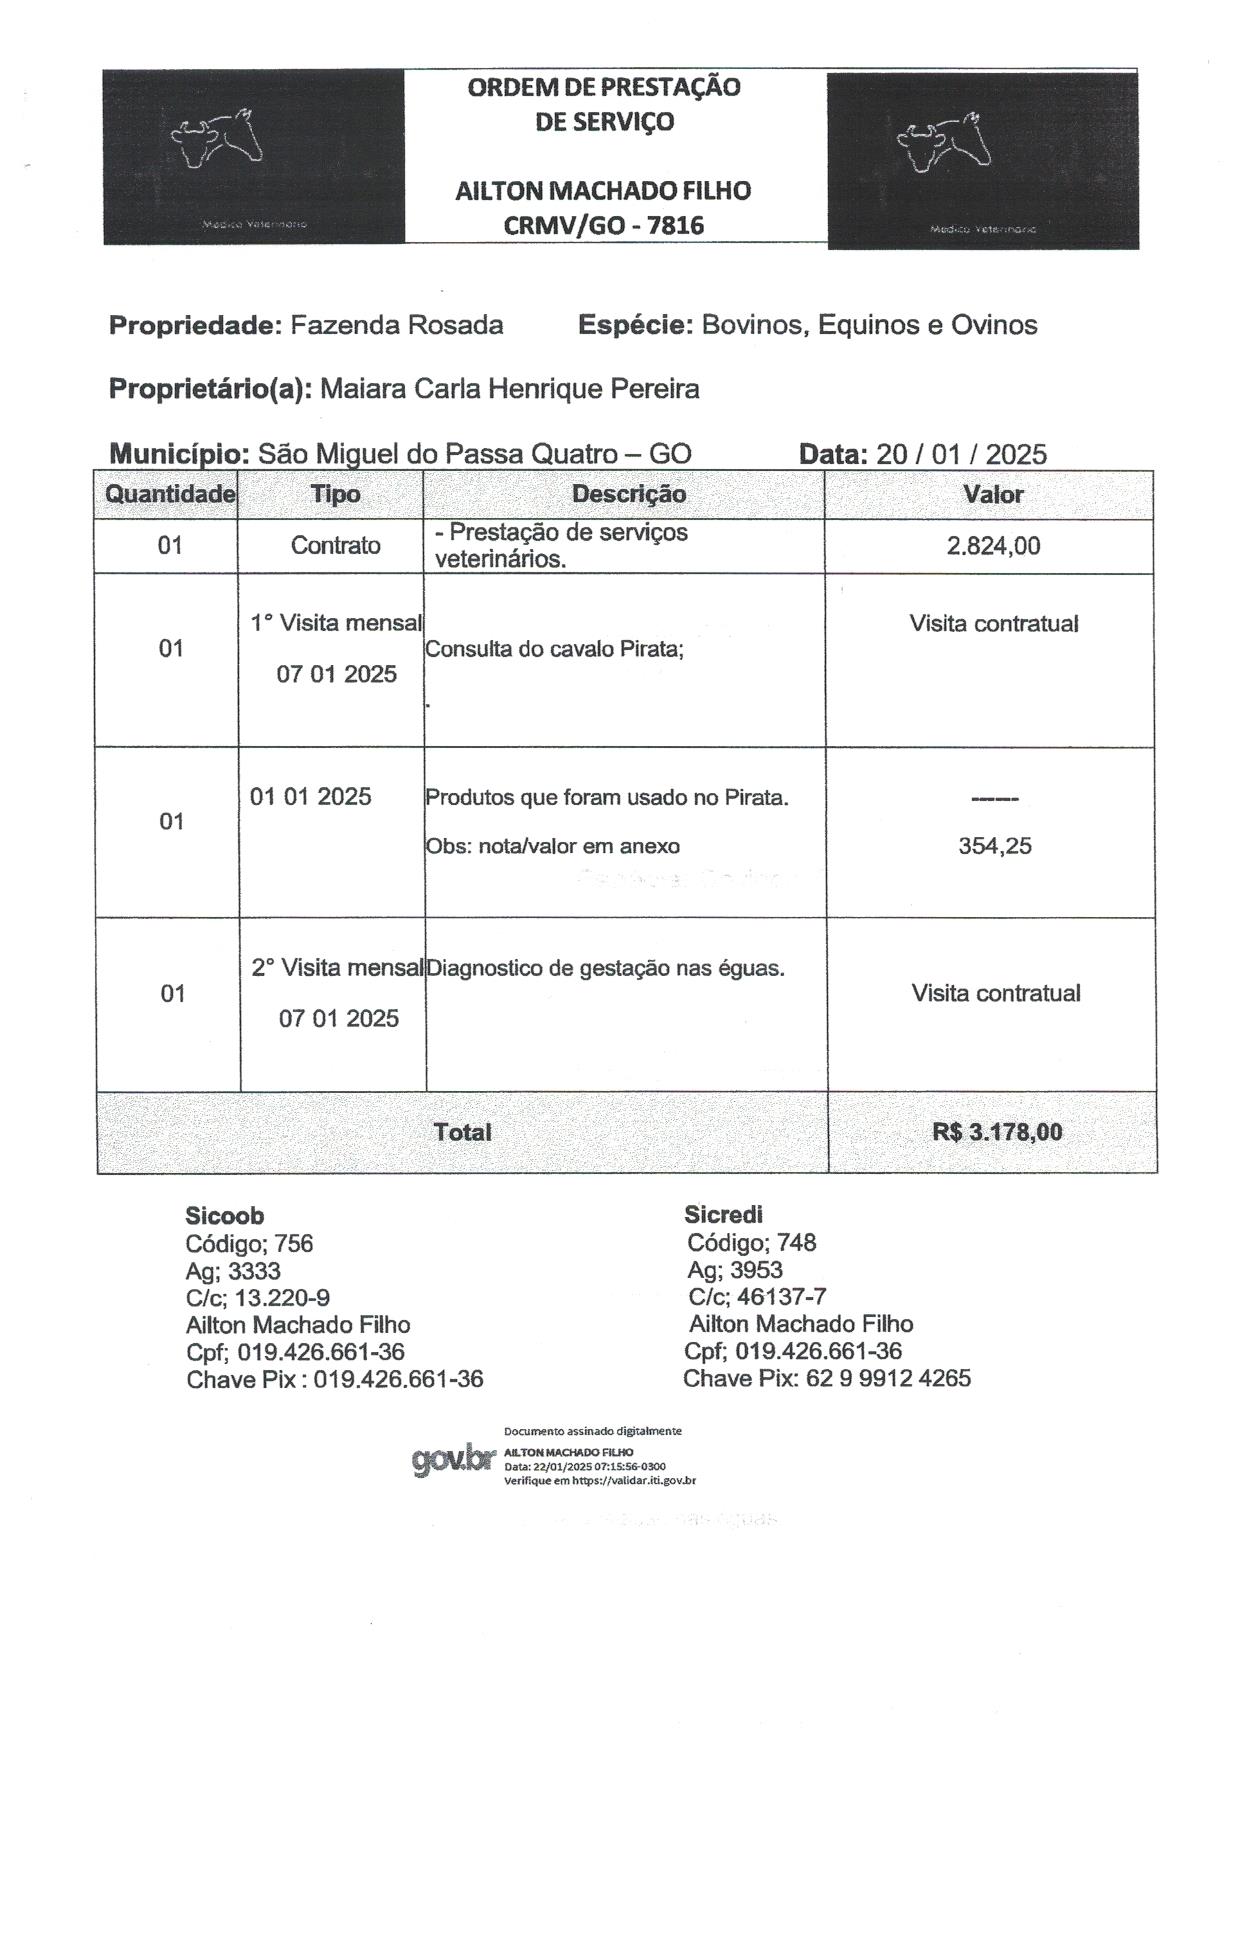 ORDEM DE PRESTAÇÃO
DE SERVIÇO
AILTON MACHADO FILHO
CRMV/GO - 7816
Medico Veterinario
Medico Veterinario
Propriedade: Fazenda Rosada Espécie: Bovinos, Equinos e Ovinos
Proprietário(a): Maiara Carla Henrique Pereira
Município: São Miguel do Passa Quatro – GO Data: 20 / 01 / 2025
Quantidade Tipo Descrição Valor
01 Contrato - Prestação de serviços
veterinários. 2.824,00
1° Visita mensal Visita contratual
01 Consulta do cavalo Pirata;
07 01 2025
.
01 01 2025 Produtos que foram usado no Pirata. ------
01
Obs: nota/valor em anexo 354,25
2° Visita mensal Diagnostico de gestação nas éguas.
01 Visita contratual
07 01 2025
Total R$ 3.178,00
Sicoob
Código; 756
Ag; 3333
C/c; 13.220-9
Ailton Machado Filho
Cpf; 019.426.661-36
Chave Pix : 019.426.661-36
Sicredi
Código; 748
Ag; 3953
C/c; 46137-7
Ailton Machado Filho
Cpf; 019.426.661-36
Chave Pix: 62 9 9912 4265
gov.br
Documento assinado digitalmente
AILTON MACHADO FILHO
Data: 22/01/2025 07:15:56-0300
Verifique em https://validar.iti.gov.br